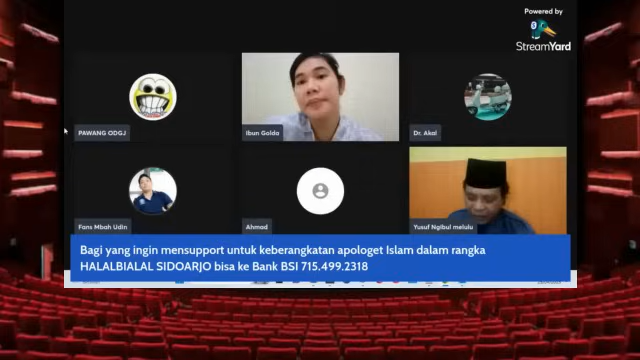 Powered by
StreamYard
PAWANG ODGJ
Ibun Golda
Dr. Akal
Fans Mbah Udin
Ahmad
Yusuf Ngibul melulu
Bagi yang ingin mensupport untuk keberangkatan apologet Islam dalam rangka
HALALBIALAL SIDOARJO bisa ke Bank BSI 715.499.2318